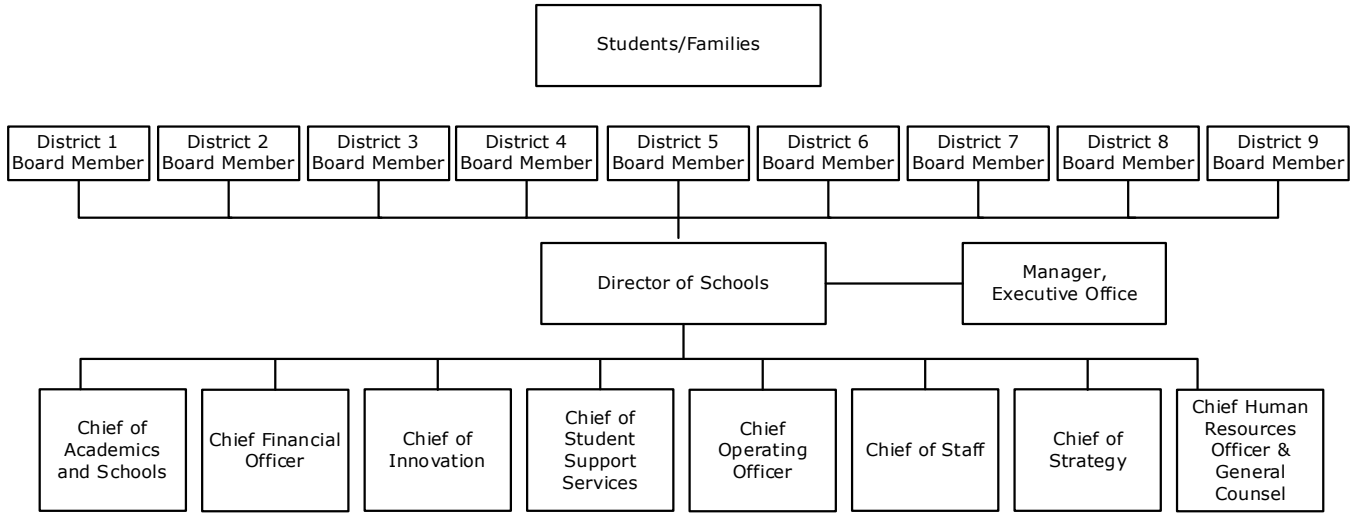 Students/Families
District 1
Board Member
District 2
Board Member
District 3
Board Member
District 4
Board Member
District 5
Board Member
District 6
Board Member
District 7
Board Member
District 8
Board Member
District 9
Board Member
Director of Schools
Manager,
Executive Office
Chief of
Academics
and Schools
Chief Financial
Officer
Chief of
Innovation
Chief of
Student
Support
Services
Chief
Operating
Officer
Chief of Staff
Chief of
Strategy
Chief Human
Resources
Officer &
General
Counsel